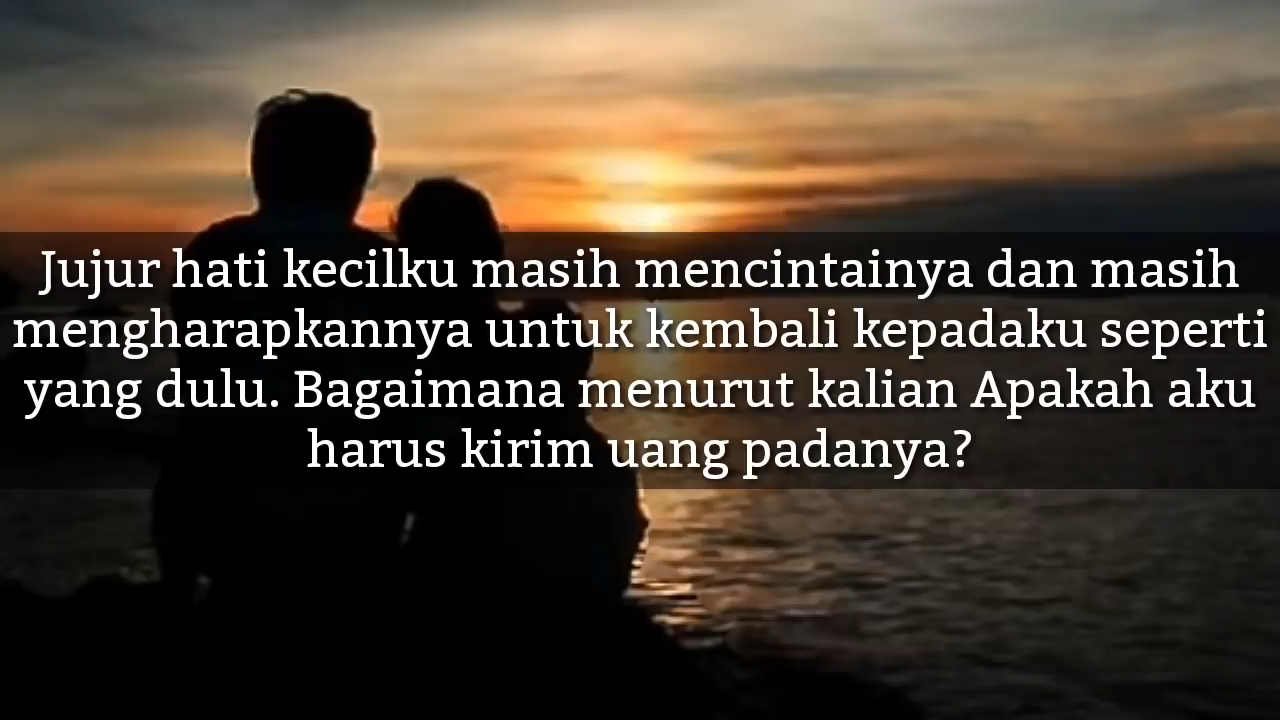 Jujur hati kecilku masih mencintainya dan masih
mengharapkannya untuk kembali kepadaku seperti
yang dulu. Bagaimana menurut kalian Apakah aku
harus kirim uang padanya?